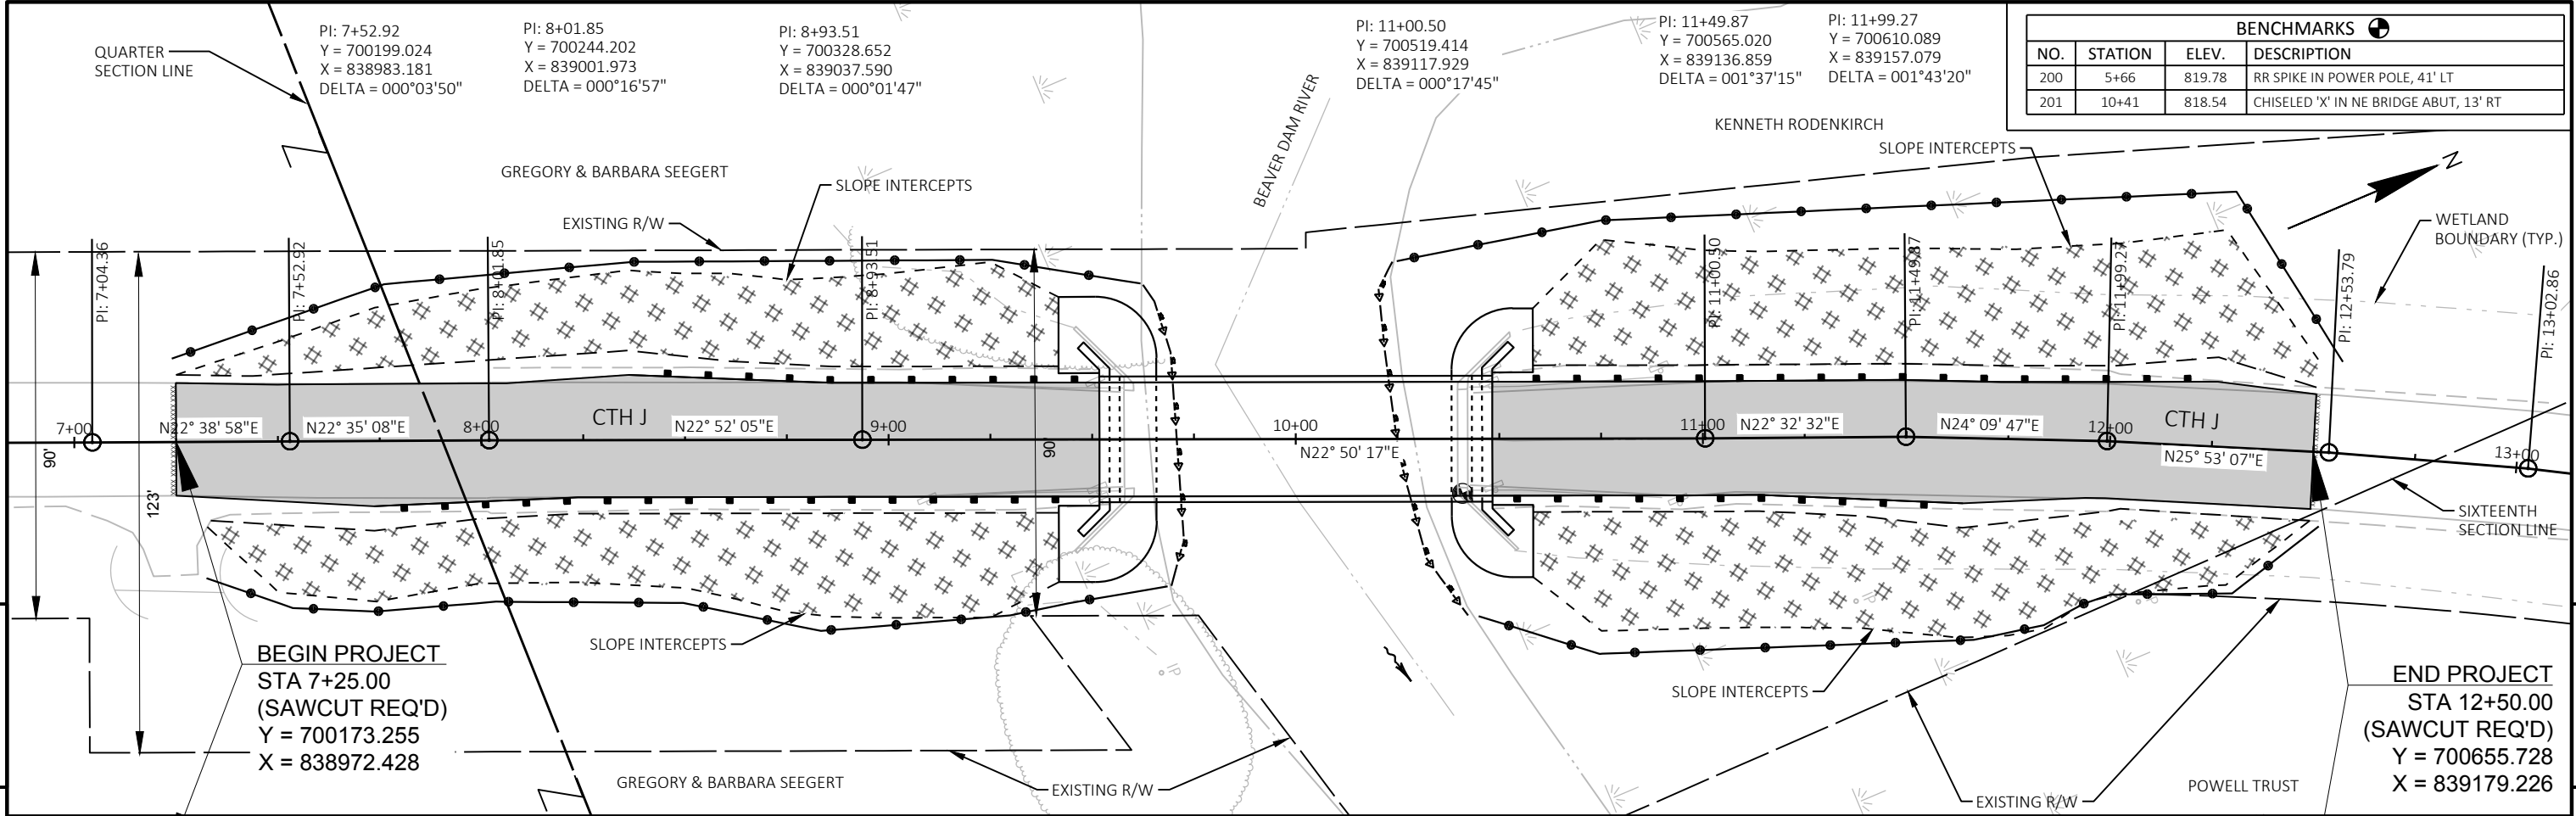 QUARTER
SECTION LINE
PI: 7+52.92
Y = 700199.024
X = 838983.181
DELTA = 000°03'50"
PI: 8+01.85
Y = 700244.202
X = 839001.973
DELTA = 000°16'57"
PI: 8+93.51
Y = 700328.652
X = 839037.590
DELTA = 000°01'47"
PI: 11+00.50
Y = 700519.414
X = 839117.929
DELTA = 000°17'45"
PI: 11+49.87
Y = 700565.020
X = 839136.859
DELTA = 001°37'15"
PI: 11+99.27
Y = 700610.089
X = 839157.079
DELTA = 001°43'20"
BENCHMARKS
NO. STATION ELEV. DESCRIPTION
200 5+66 819.78 RR SPIKE IN POWER POLE, 41' LT
201 10+41 818.54 CHISELED 'X' IN NE BRIDGE ABUT, 13' RT
GREGORY & BARBARA SEEGERT
SLOPE INTERCEPTS
EXISTING R/W
BEAVER DAM RIVER
KENNETH RODENKIRCH
SLOPE INTERCEPTS
N
WETLAND
BOUNDARY (TYP.)
PI: 7+04.36
PI: 7+52.92
PI: 8+01.85
PI: 8+93.51
PI: 11+00.50
PI: 11+49.87
PI: 11+99.27
PI: 12+53.79
PI: 13+02.86
7+00
N22° 38' 58"E
N22° 35' 08"E
8+00
CTH J
N22° 52' 05"E
9+00
10+00
N22° 50' 17"E
11+00
N22° 32' 32"E
N24° 09' 47"E
12+00
CTH J
N25° 53' 07"E
13+00
90'
123'
90'
SIXTEENTH
SECTION LINE
IP
IP
SLOPE INTERCEPTS
SLOPE INTERCEPTS
BEGIN PROJECT
STA 7+25.00
(SAWCUT REQ'D)
Y = 700173.255
X = 838972.428
GREGORY & BARBARA SEEGERT
EXISTING R/W
EXISTING R/W
POWELL TRUST
END PROJECT
STA 12+50.00
(SAWCUT REQ'D)
Y = 700655.728
X = 839179.226